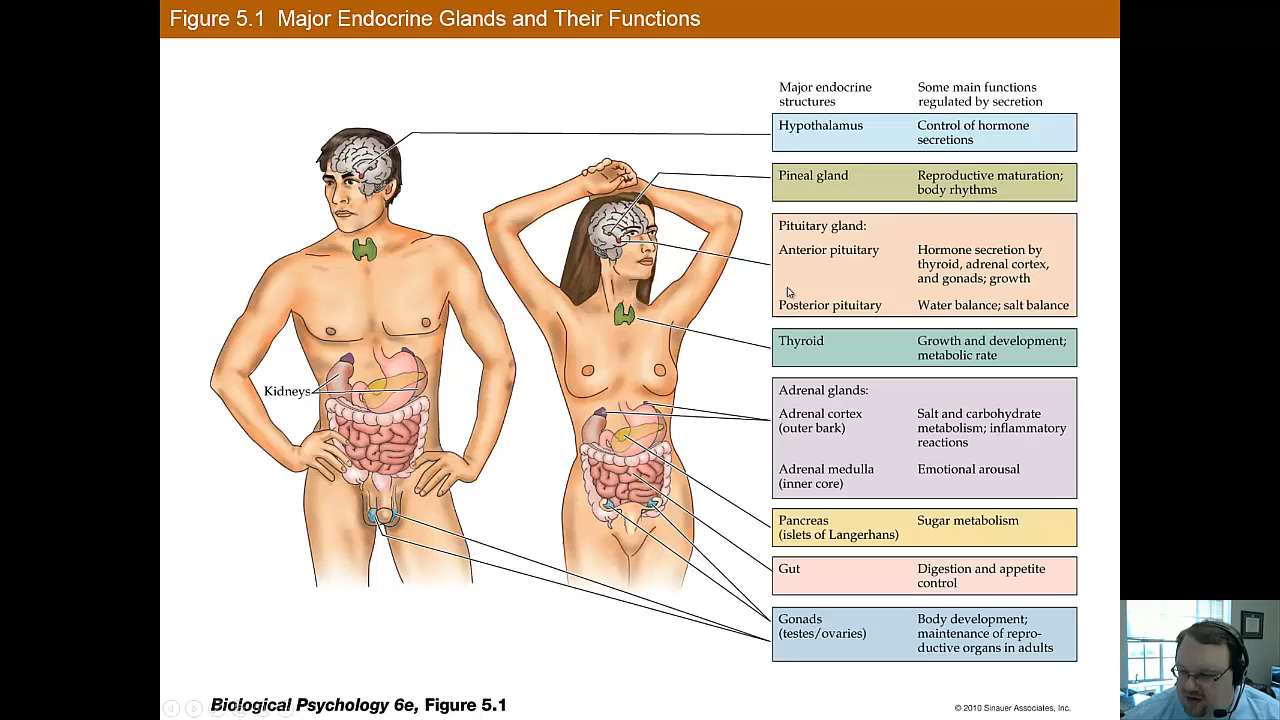 Figure 5.1 Major Endocrine Glands and Their Functions
Major endocrine
structures
Some main functions
regulated by secretion
Hypothalamus
Control of hormone
secretions
Pineal gland
Reproductive maturation;
body rhythms
Pituitary gland:
Anterior pituitary
Hormone secretion by
thyroid, adrenal cortex,
and gonads; growth
Posterior pituitary
Water balance; salt balance
Thyroid
Growth and development;
metabolic rate
Kidneys
Adrenal glands:
Adrenal cortex
(outer bark)
Salt and carbohydrate
metabolism; inflammatory
reactions
Adrenal medulla
(inner core)
Emotional arousal
Pancreas
(islets of Langerhans)
Sugar metabolism
Gut
Digestion and appetite
control
Gonads
(testes/ovaries)
Body development;
maintenance of repro-
ductive organs in adults
Biological Psychology 6e, Figure 5.1
© 2010 Sinauer Associates, Inc.